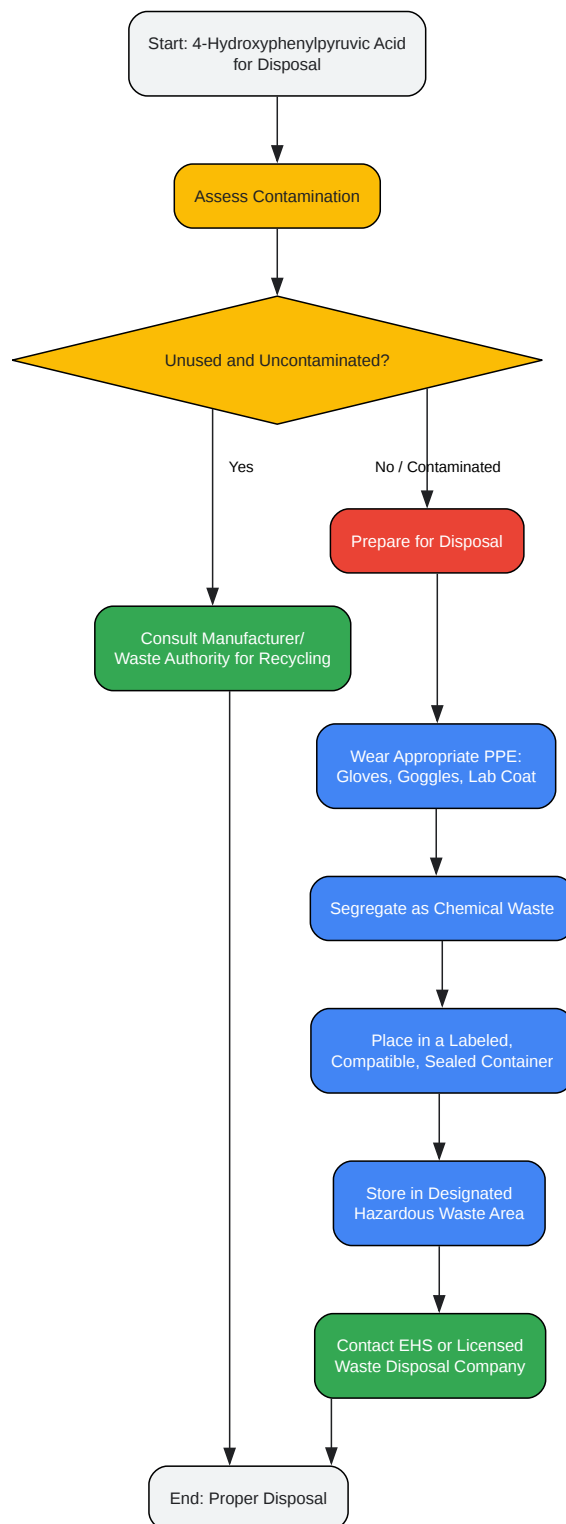 Start: 4-Hydroxyphenylpyruvic Acid
for Disposal
Assess Contamination
Unused and Uncontaminated?
Yes
No / Contaminated
Prepare for Disposal
Consult Manufacturer/
Waste Authority for Recycling
Wear Appropriate PPE:
Gloves, Goggles, Lab Coat
Segregate as Chemical Waste
Place in a Labeled,
Compatible, Sealed Container
Store in Designated
Hazardous Waste Area
Contact EHS or Licensed
Waste Disposal Company
End: Proper Disposal